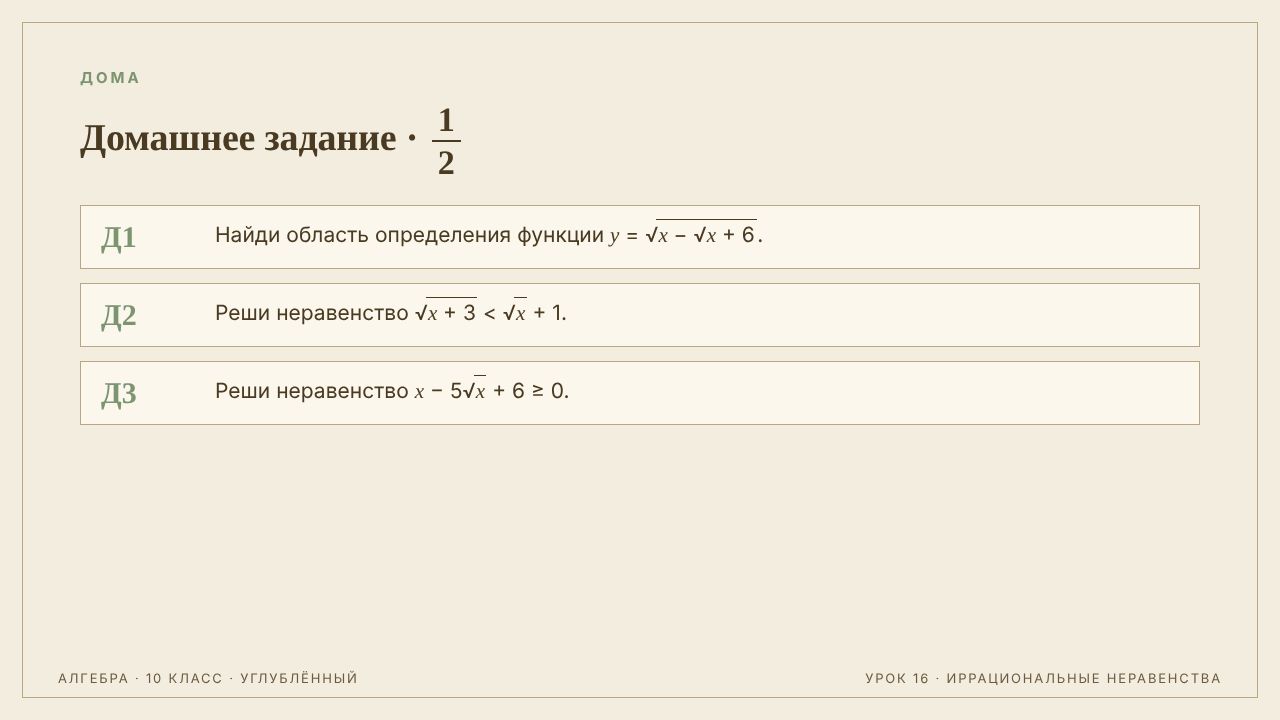 ДОМА
Домашнее задание · 1/2
Д1 Найди область определения функции y = √x − √x + 6.
Д2 Реши неравенство √x + 3 < √x + 1.
Д3 Реши неравенство x − 5√x + 6 ≥ 0.
АЛГЕБРА · 10 КЛАСС · УГЛУБЛЁННЫЙ
УРОК 16 · ИРРАЦИОНАЛЬНЫЕ НЕРАВЕНСТВА